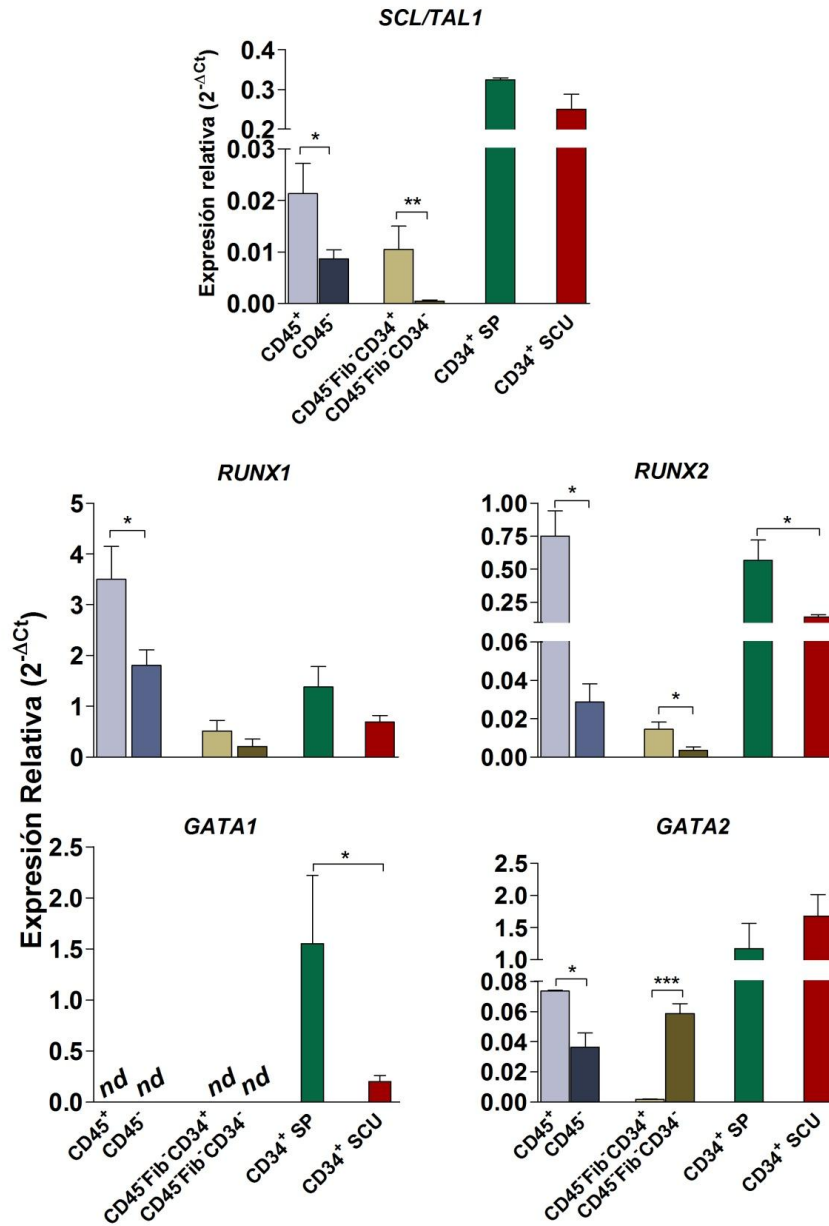 SCL/TAL1
Expresión relativa (2^-ΔCt)
0.4
0.3
0.2
0.03
0.02
0.01
0.00
*
**
CD45+
CD45-
CD45-Fib-CD34+
CD45-Fib-CD34-
CD34+ SP
CD34+ SCU
Expresión Relativa (2^-ΔCt)
RUNX1
5
4
3
2
1
0
*
RUNX2
1.00
0.75
0.50
0.25
0.06
0.04
0.02
0.00
*
*
*
GATA1
2.5
2.0
1.5
1.0
0.5
0.0
*
nd
nd
nd
nd
CD45+
CD45-
CD45-Fib-CD34+
CD45-Fib-CD34-
CD34+ SP
CD34+ SCU
GATA2
2.5
2.0
1.5
1.0
0.08
0.06
0.04
0.02
0.00
*
***
CD45+
CD45-
CD45-Fib-CD34+
CD45-Fib-CD34-
CD34+ SP
CD34+ SCU